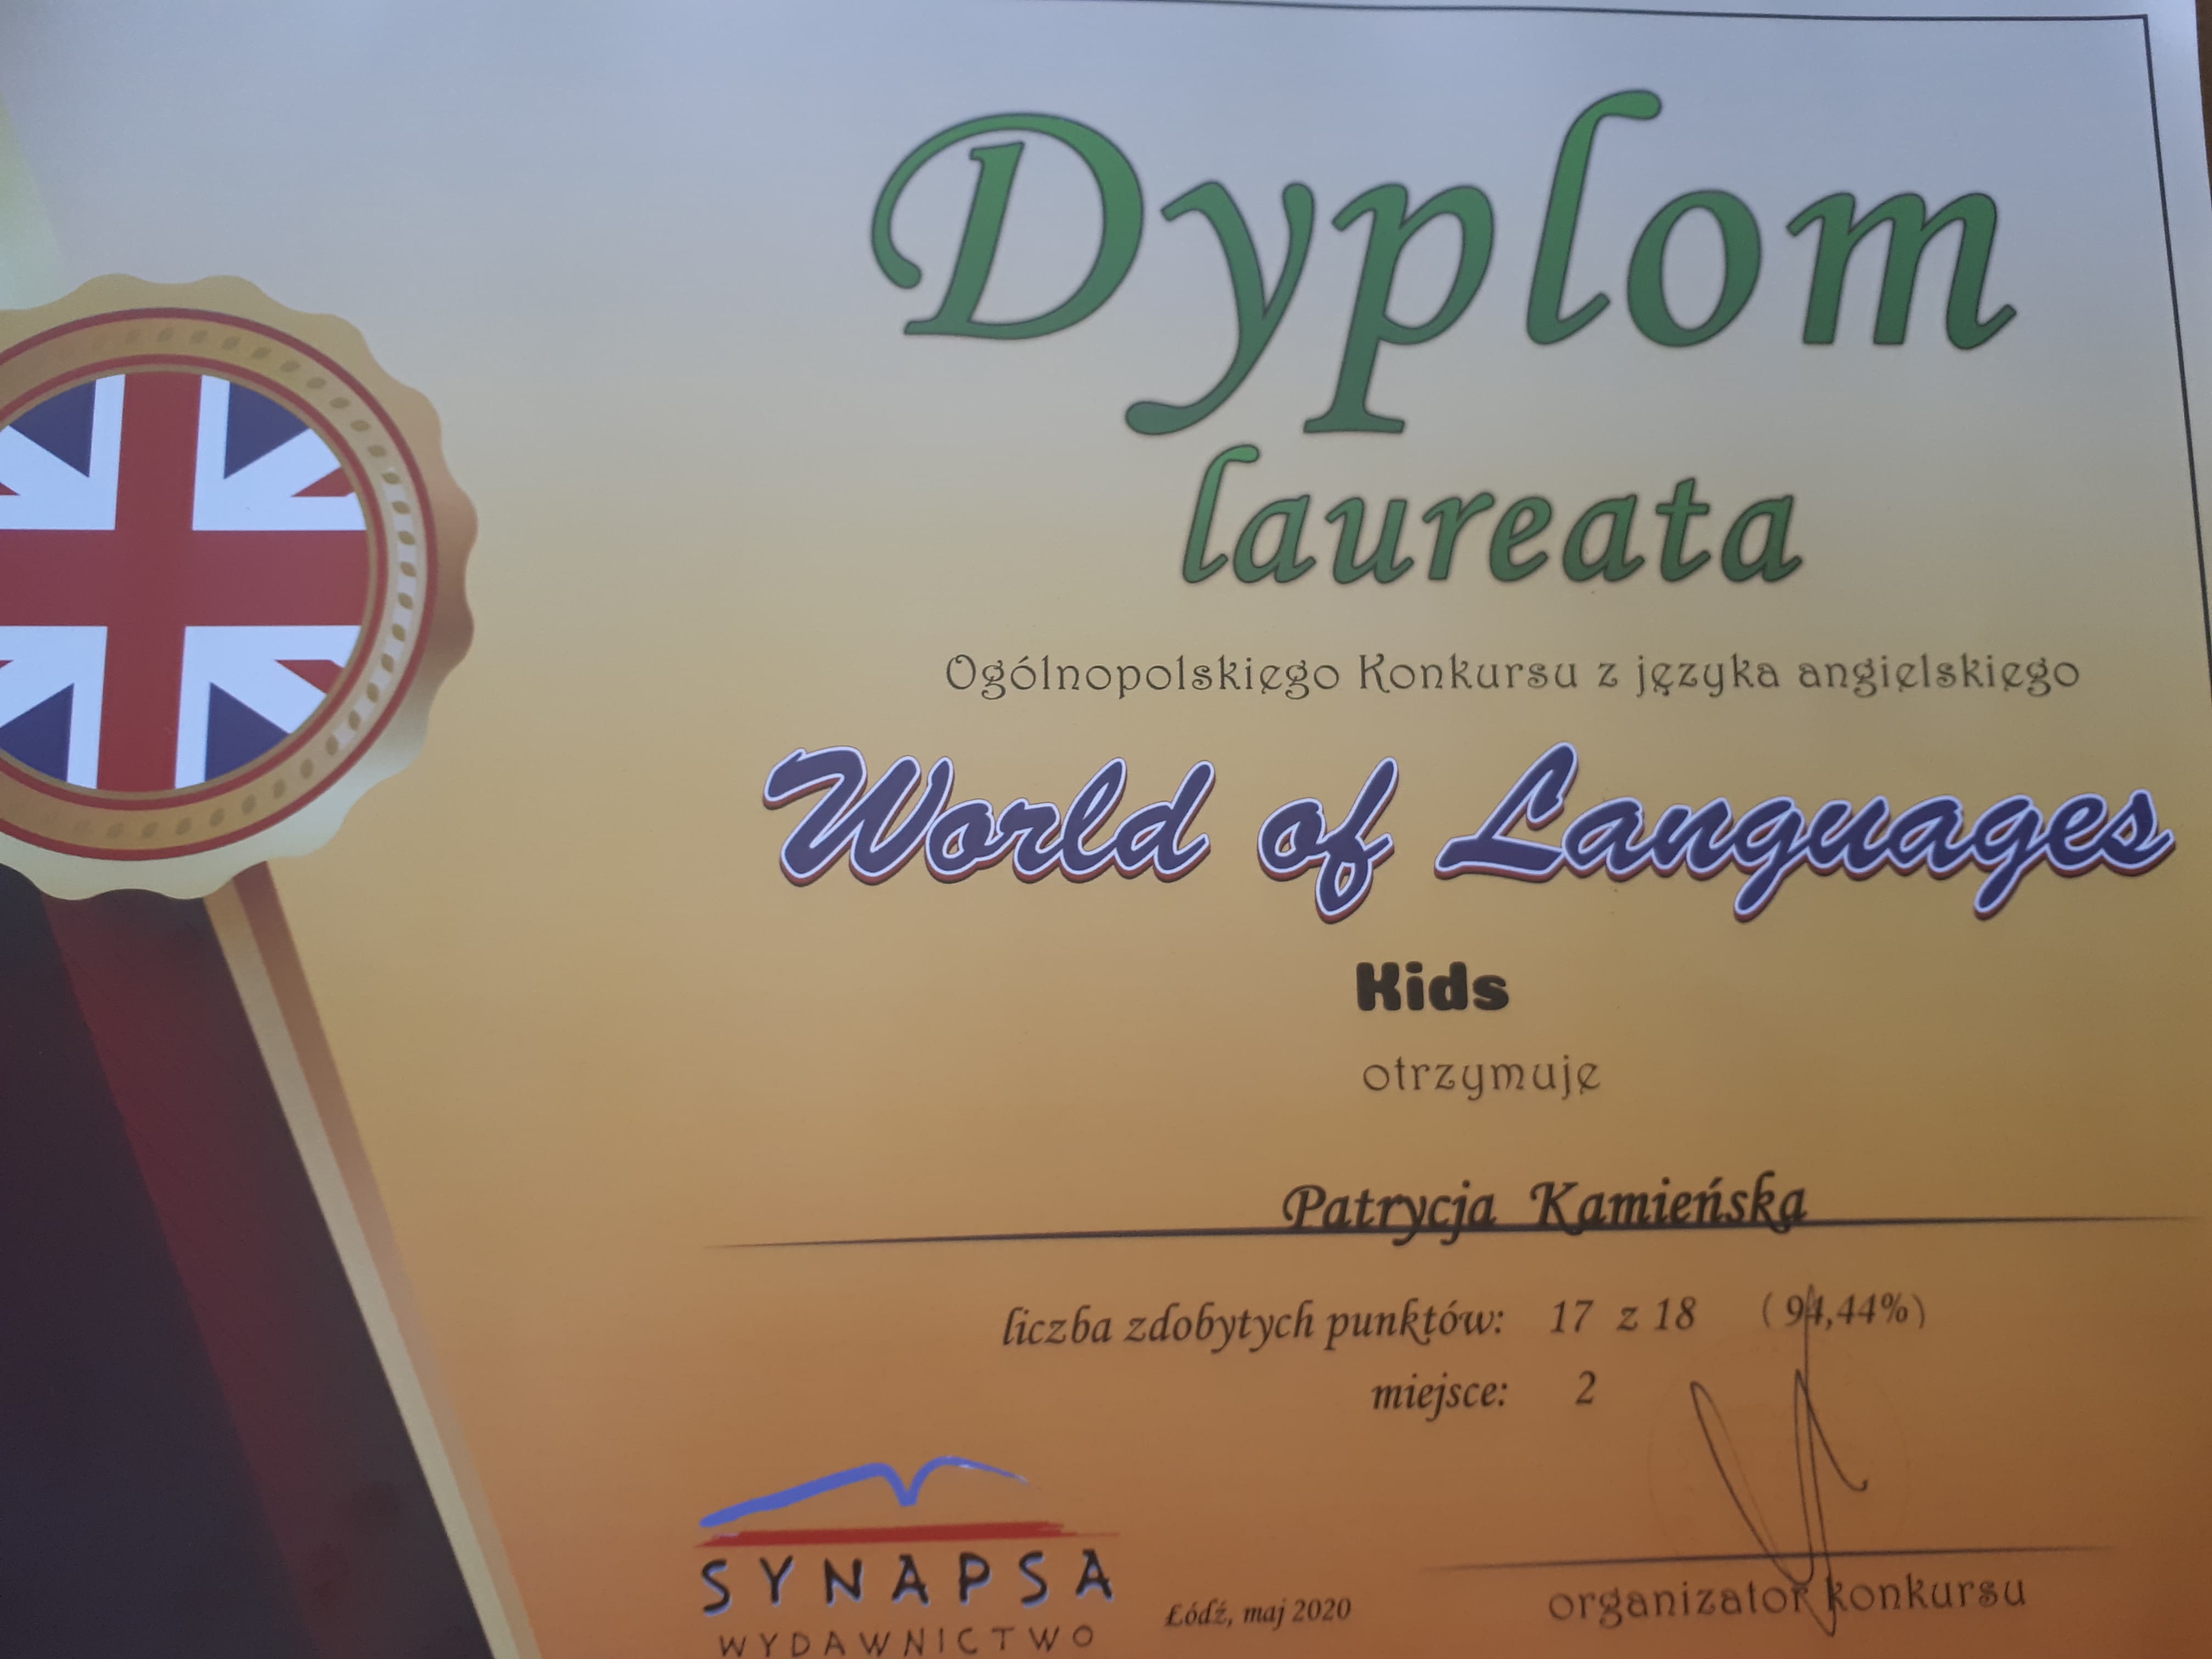 Dyplom
laureata
Ogólnopolskiego Konkursu z języka angielskiego
World of Languages
Kids
otrzymuje
Patrycja Kamieńska
liczba zdobytych punktów: 17 z 18 (94,44%)
miejsce: 2
SYNAPSA
WYDAWNICTWO
Łódź, maj 2020
organizator konkursu